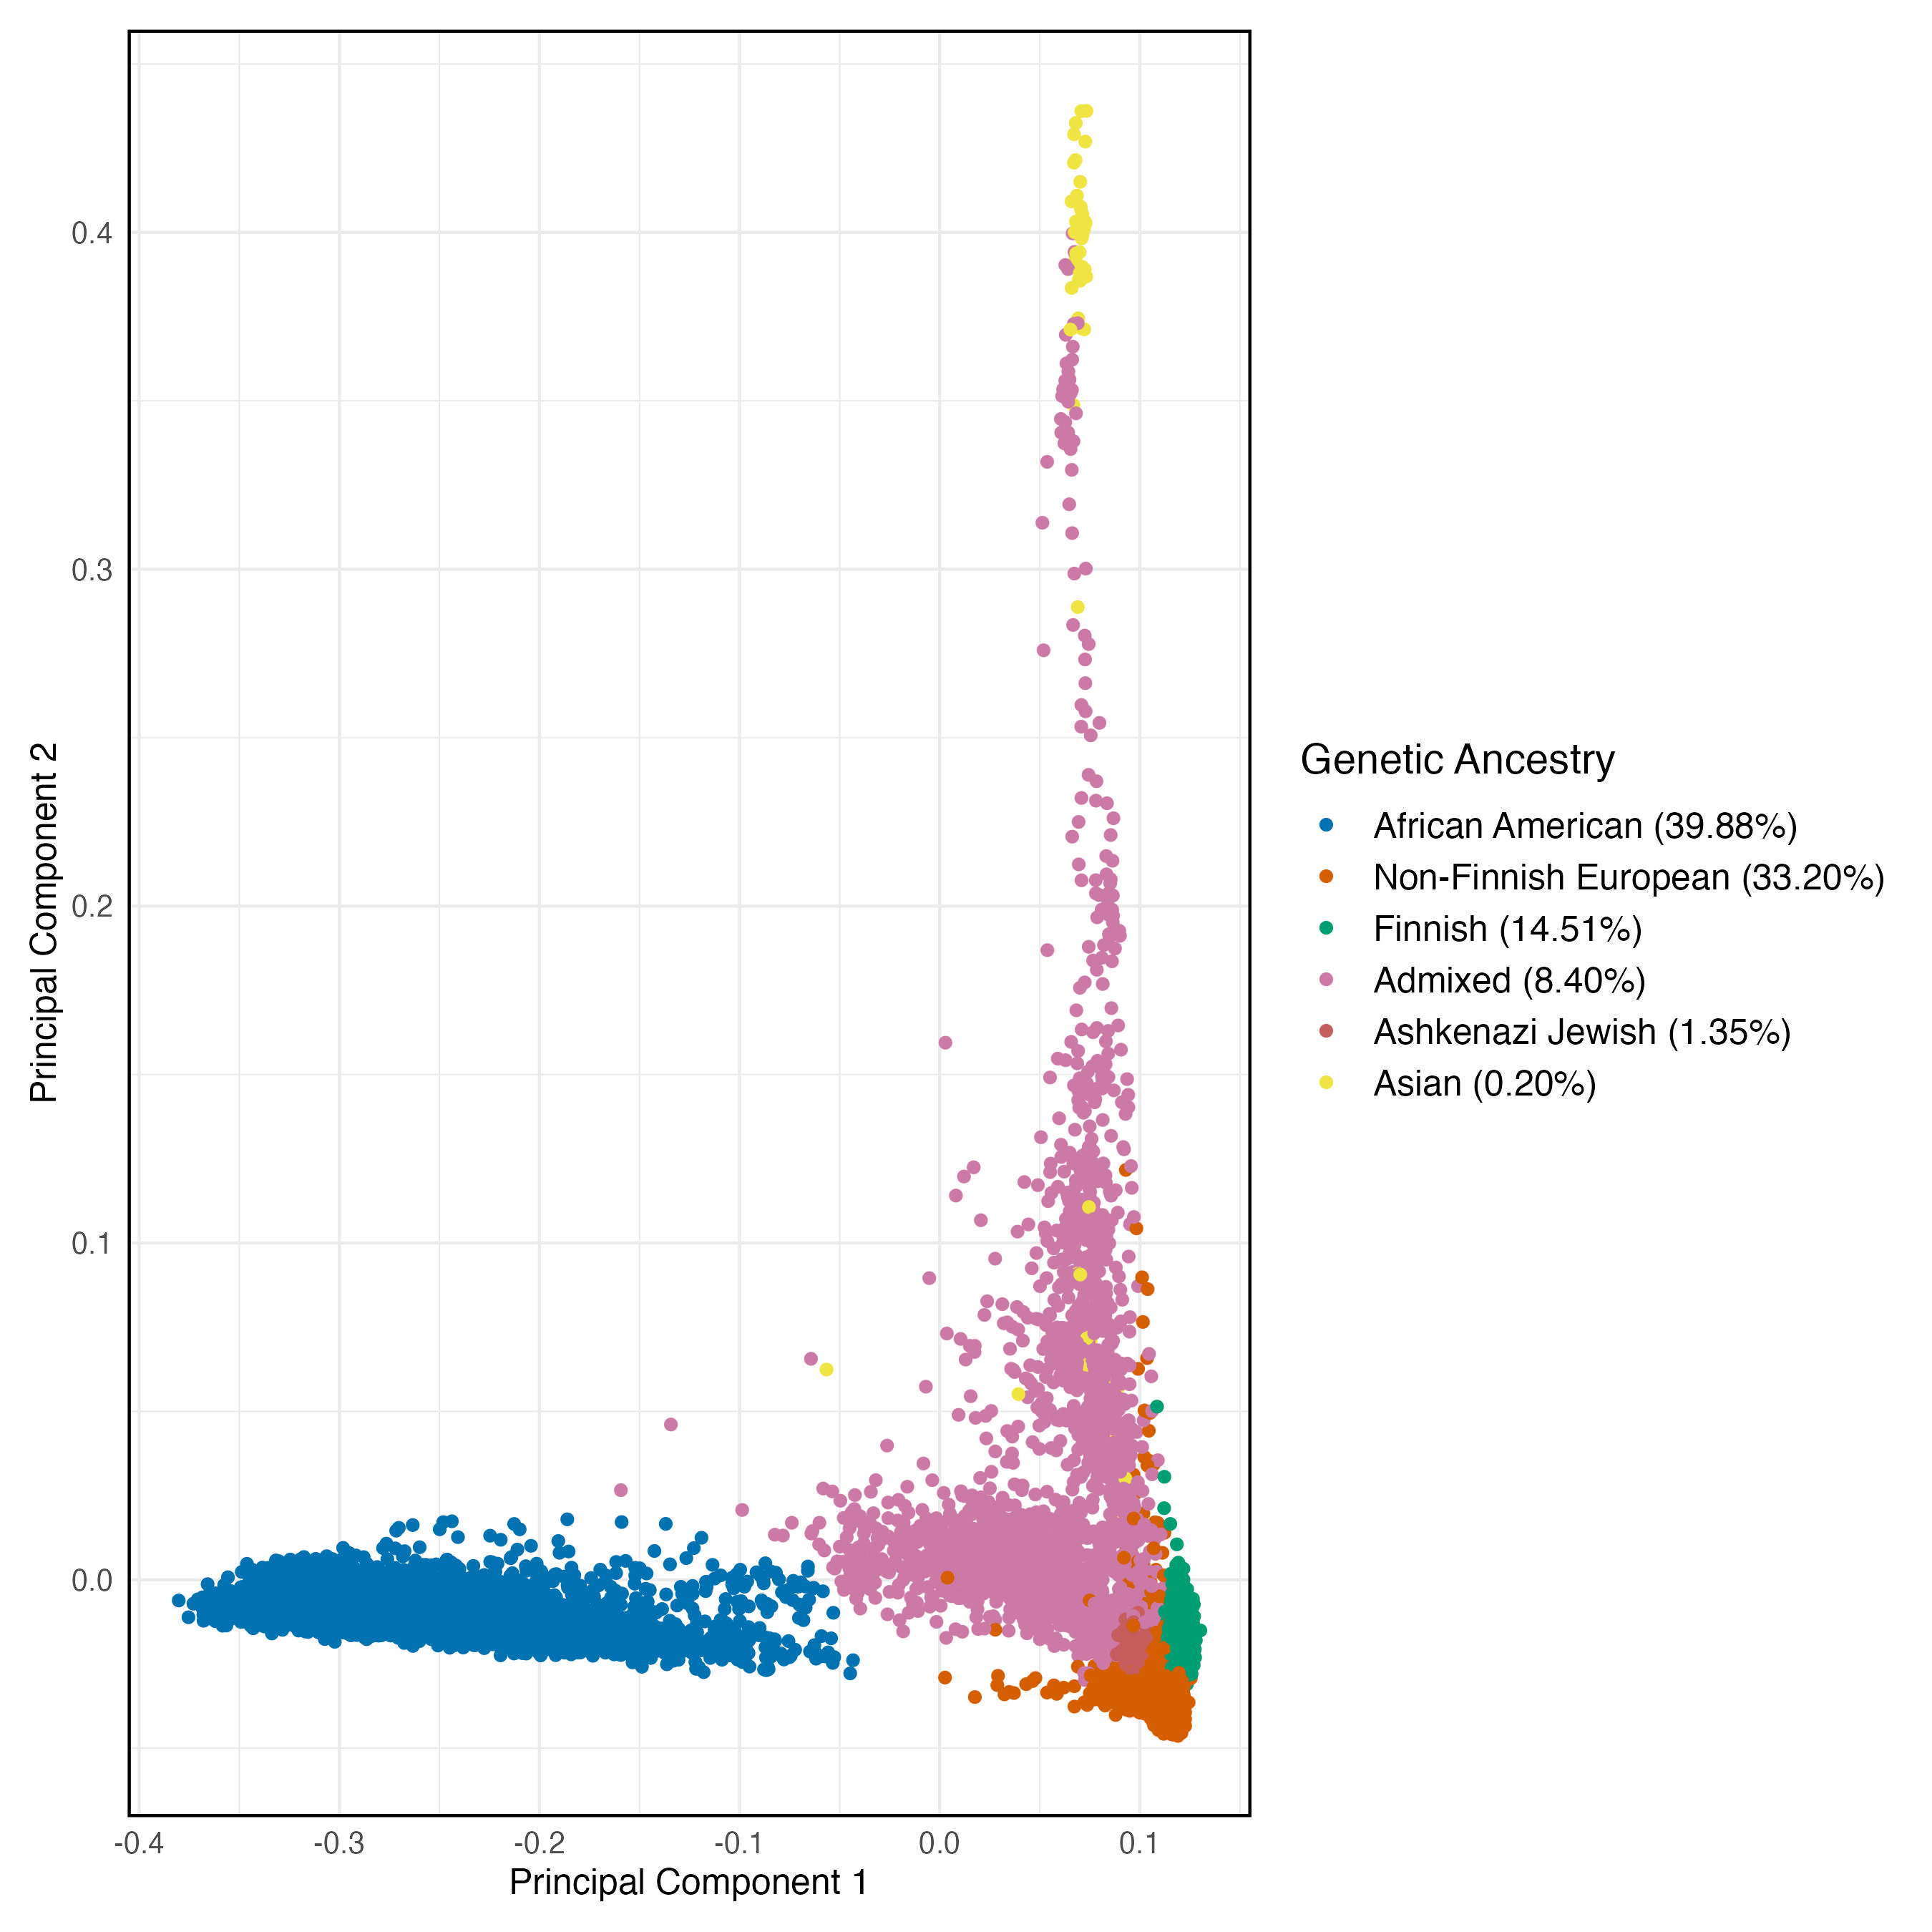 0.4
0.3
0.2
0.1
0.0
Principal Component 2
-0.4 -0.3 -0.2 -0.1 0.0 0.1
Principal Component 1
Genetic Ancestry
African American (39.88%)
Non-Finnish European (33.20%)
Finnish (14.51%)
Admixed (8.40%)
Ashkenazi Jewish (1.35%)
Asian (0.20%)